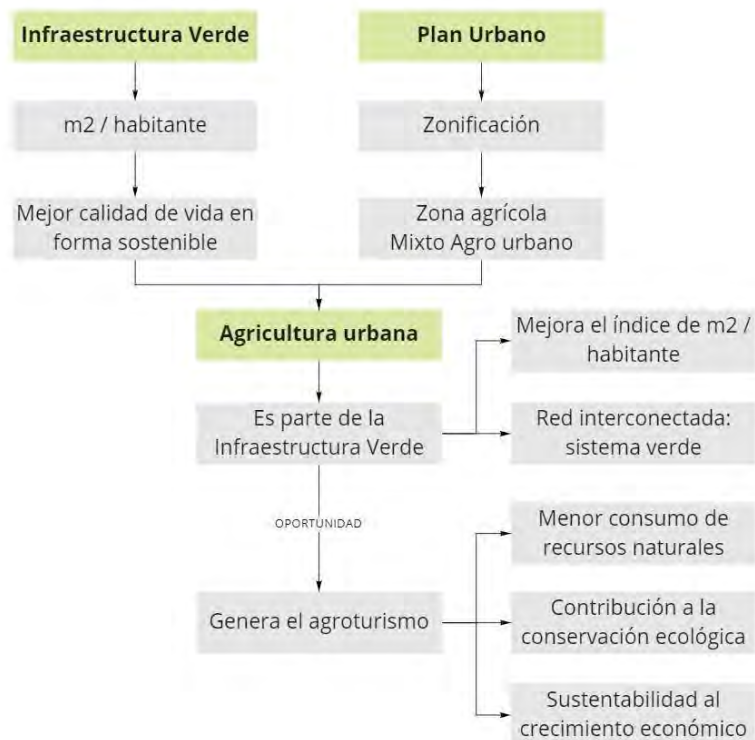 Infraestructura Verde
Plan Urbano
m2 / habitante
Zonificación
Mejor calidad de vida en
forma sostenible
Zona agrícola
Mixto Agro urbano
Agricultura urbana
Mejora el índice de m2 /
habitante
Es parte de la
Infraestructura Verde
Red interconectada:
sistema verde
OPORTUNIDAD
Menor consumo de
recursos naturales
Genera el agroturismo
Contribución a la
conservación ecológica
Sustentabilidad al
crecimiento económico